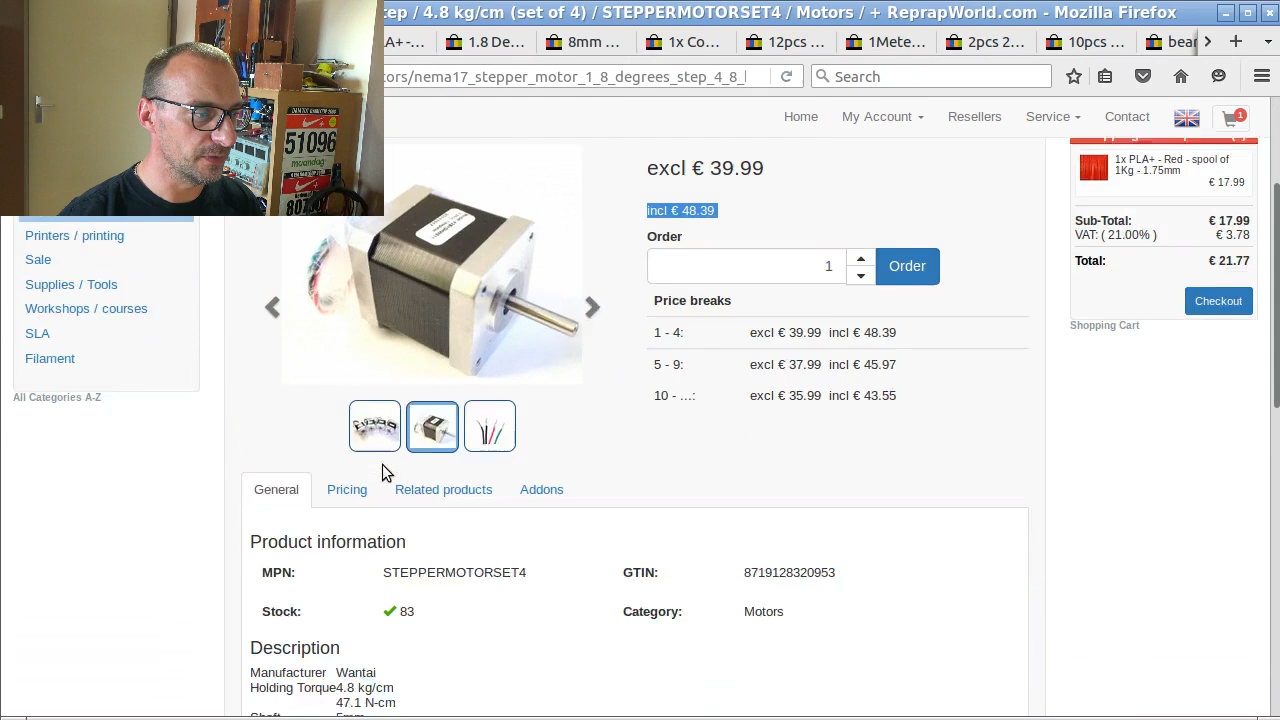 tep / 4.8 kg/cm (set of 4) / STEPPERMOTORSET4 / Motors / + ReprapWorld.com - Mozilla Firefox
A+ -... 1.8 De... 8mm ... 1x Co... 12pcs ... 1Mete... 2pcs 2... 10pcs ... bear
ors/nema17_stepper_motor_1_8_degrees_step_4_8_l Search
Home My Account Resellers Service Contact 1
51096
maandag
Printers / printing
Sale
Supplies / Tools
Workshops / courses
SLA
Filament
All Categories A-Z
excl € 39.99
incl € 48.39
Order
1 Order
Price breaks
1 - 4: excl € 39.99 incl € 48.39
5 - 9: excl € 37.99 incl € 45.97
10 - ...: excl € 35.99 incl € 43.55
1x PLA+ - Red - spool of
1Kg - 1.75mm
€ 17.99
Sub-Total: € 17.99
VAT: ( 21.00% ) € 3.78
Total: € 21.77
Checkout
Shopping Cart
General Pricing Related products Addons
Product information
MPN: STEPPERMOTORSET4 GTIN: 8719128320953
Stock: 83 Category: Motors
Description
Manufacturer Wantai
Holding Torque 4.8 kg/cm
47.1 N-cm
Shaft 5mm